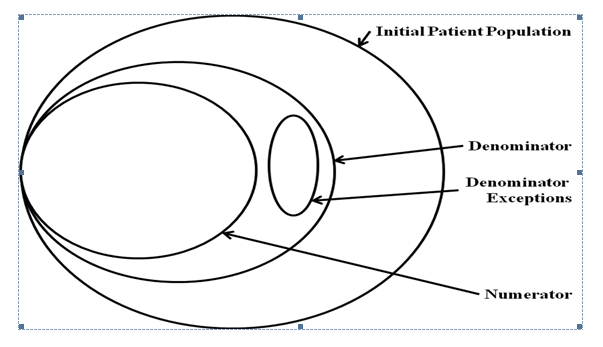 Initial Patient Population
Denominator
Denominator
Exceptions
Numerator